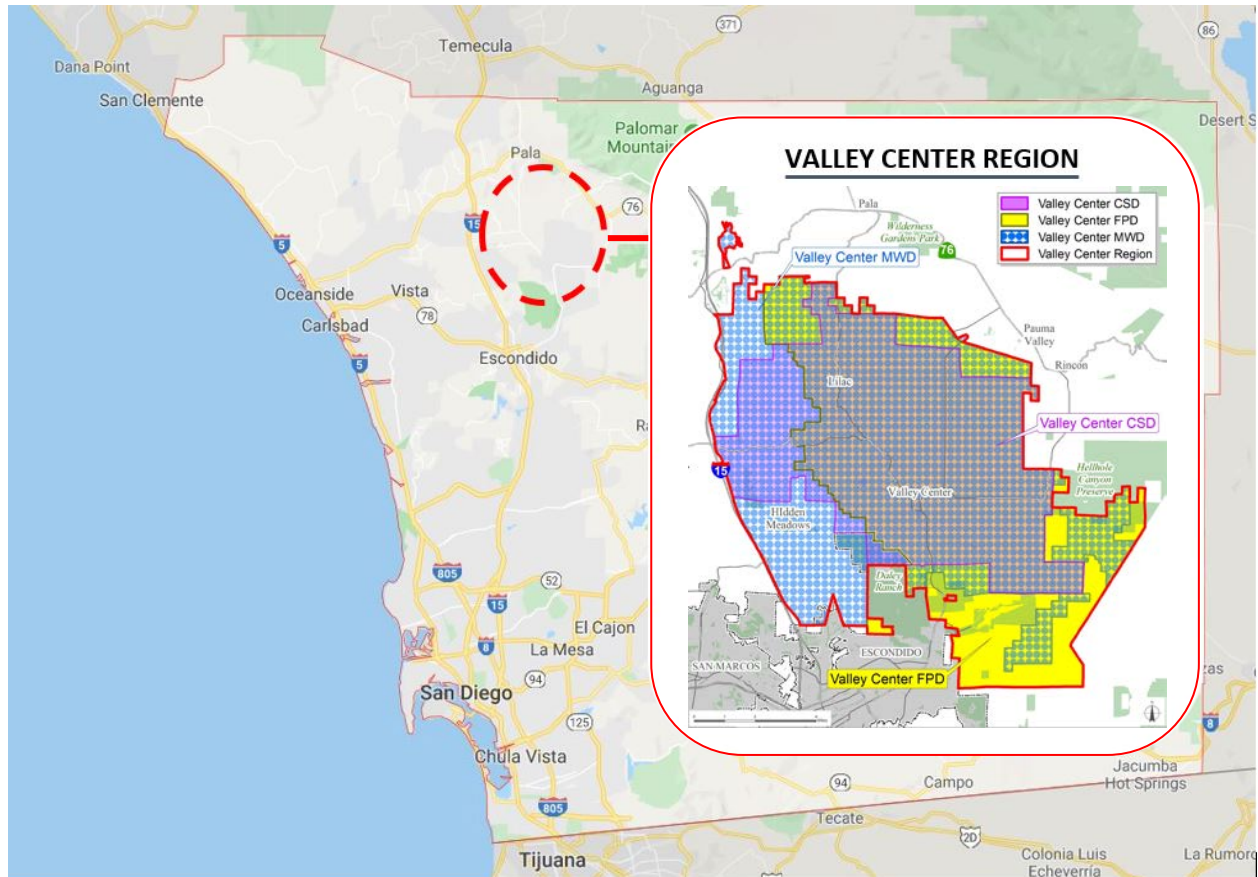 371
86
Temecula
Dana Point
San Clemente
Aguanga
Desert S
Palomar
Mountain
Pala
76
15
5
Oceanside
Vista
78
Carlsbad
5
Escondido
805
52
15
El Cajon
8
La Mesa
94
San Diego
125
Chula Vista
805
Tijuana
94
Campo
Jacumba
Hot Springs
8
Tecate
2D
Colonia Luis
Echeverría
La Rumoro
VALLEY CENTER REGION
Valley Center CSD
Valley Center FPD
Valley Center MWD
Valley Center Region
Pala
Wilderness
Gardens Park
76
Valley Center MWD
Pauma
Valley
Rincon
Lilac
Valley Center CSD
15
Hellhole
Canyon
Preserve
Valley Center
HIdden
Meadows
Daley
Ranch
ESCONDIDO
SAN MARCOS
Valley Center FPD